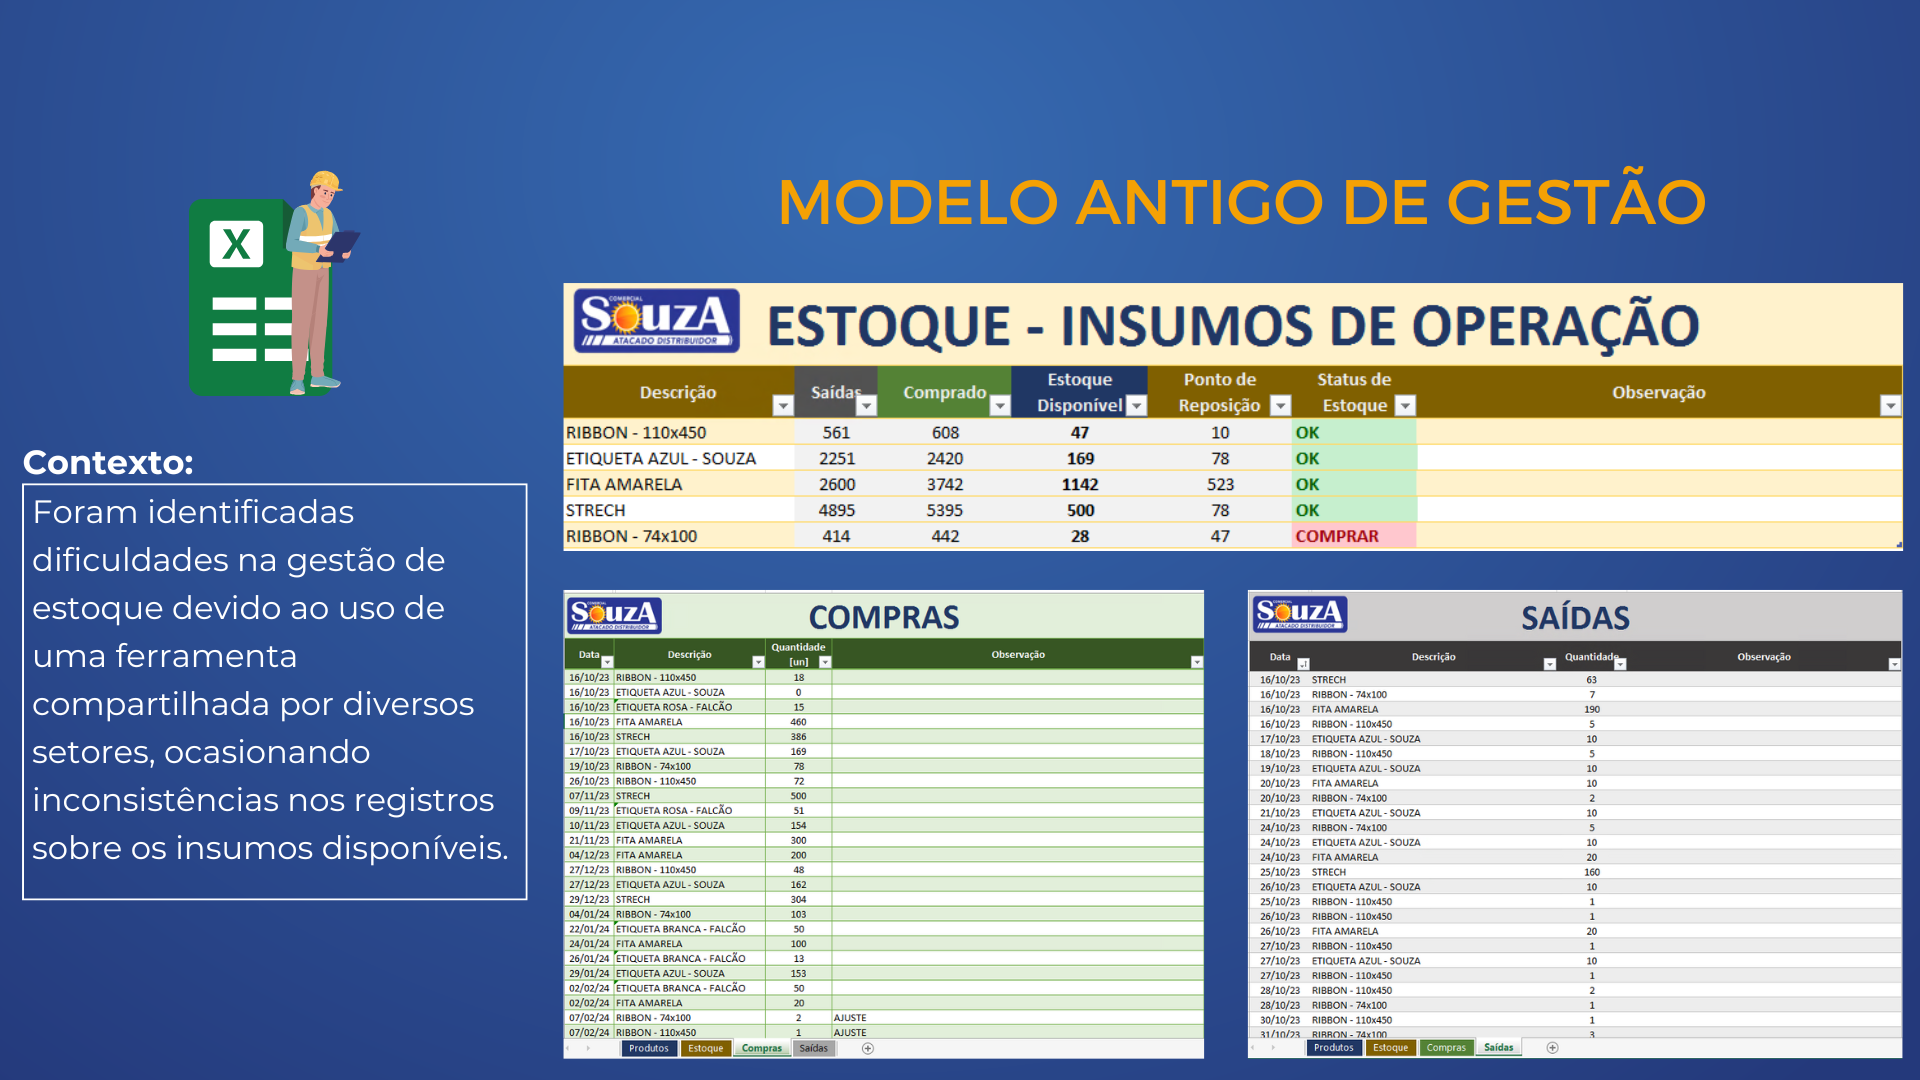 MODELO ANTIGO DE GESTÃO
X
Contexto:
Foram identificadas
dificuldades na gestão de
estoque devido ao uso de
uma ferramenta
compartilhada por diversos
setores, ocasionando
inconsistências nos registros
sobre os insumos disponíveis.
COMERCIAL
SouzA
ATACADO DISTRIBUIDOR
ESTOQUE - INSUMOS DE OPERAÇÃO
Descrição Saídas Comprado Estoque Disponível Ponto de Reposição Status de Estoque Observação
RIBBON - 110x450 561 608 47 10 OK
ETIQUETA AZUL - SOUZA 2251 2420 169 78 OK
FITA AMARELA 2600 3742 1142 523 OK
STRECH 4895 5395 500 78 OK
RIBBON - 74x100 414 442 28 47 COMPRAR
SouzA
ATACADO DISTRIBUIDOR
COMPRAS
Data Descrição Quantidade [un] Observação
16/10/23 RIBBON - 110x450 18
16/10/23 ETIQUETA AZUL - SOUZA 0
16/10/23 ETIQUETA ROSA - FALCÃO 15
16/10/23 FITA AMARELA 460
16/10/23 STRECH 386
17/10/23 ETIQUETA AZUL - SOUZA 169
19/10/23 RIBBON - 74x100 78
26/10/23 RIBBON - 110x450 72
07/11/23 STRECH 500
09/11/23 ETIQUETA ROSA - FALCÃO 51
10/11/23 ETIQUETA AZUL - SOUZA 154
21/11/23 FITA AMARELA 300
04/12/23 FITA AMARELA 200
27/12/23 RIBBON - 110x450 48
27/12/23 ETIQUETA AZUL - SOUZA 162
29/12/23 STRECH 304
04/01/24 RIBBON - 74x100 103
22/01/24 ETIQUETA BRANCA - FALCÃO 50
24/01/24 FITA AMARELA 100
26/01/24 ETIQUETA BRANCA - FALCÃO 13
29/01/24 ETIQUETA AZUL - SOUZA 153
02/02/24 ETIQUETA BRANCA - FALCÃO 50
02/02/24 FITA AMARELA 20
07/02/24 RIBBON - 74x100 2 AJUSTE
07/02/24 RIBBON - 110x450 1 AJUSTE
Produtos Estoque Compras Saídas
SouzA
ATACADO DISTRIBUIDOR
SAÍDAS
Data Descrição Quantidade Observação
16/10/23 STRECH 63
16/10/23 RIBBON - 74x100 7
16/10/23 FITA AMARELA 190
16/10/23 RIBBON - 110x450 5
17/10/23 ETIQUETA AZUL - SOUZA 10
18/10/23 RIBBON - 110x450 5
19/10/23 ETIQUETA AZUL - SOUZA 10
20/10/23 FITA AMARELA 10
20/10/23 RIBBON - 74x100 2
21/10/23 ETIQUETA AZUL - SOUZA 10
24/10/23 RIBBON - 74x100 5
24/10/23 ETIQUETA AZUL - SOUZA 10
24/10/23 FITA AMARELA 20
25/10/23 STRECH 160
26/10/23 ETIQUETA AZUL - SOUZA 10
25/10/23 RIBBON - 110x450 1
26/10/23 RIBBON - 110x450 1
26/10/23 FITA AMARELA 20
27/10/23 RIBBON - 110x450 1
27/10/23 ETIQUETA AZUL - SOUZA 10
27/10/23 RIBBON - 110x450 1
28/10/23 RIBBON - 110x450 2
28/10/23 RIBBON - 74x100 1
30/10/23 RIBBON - 110x450 1
31/10/23 RIBBON - 74x100 3
Produtos Estoque Compras Saídas